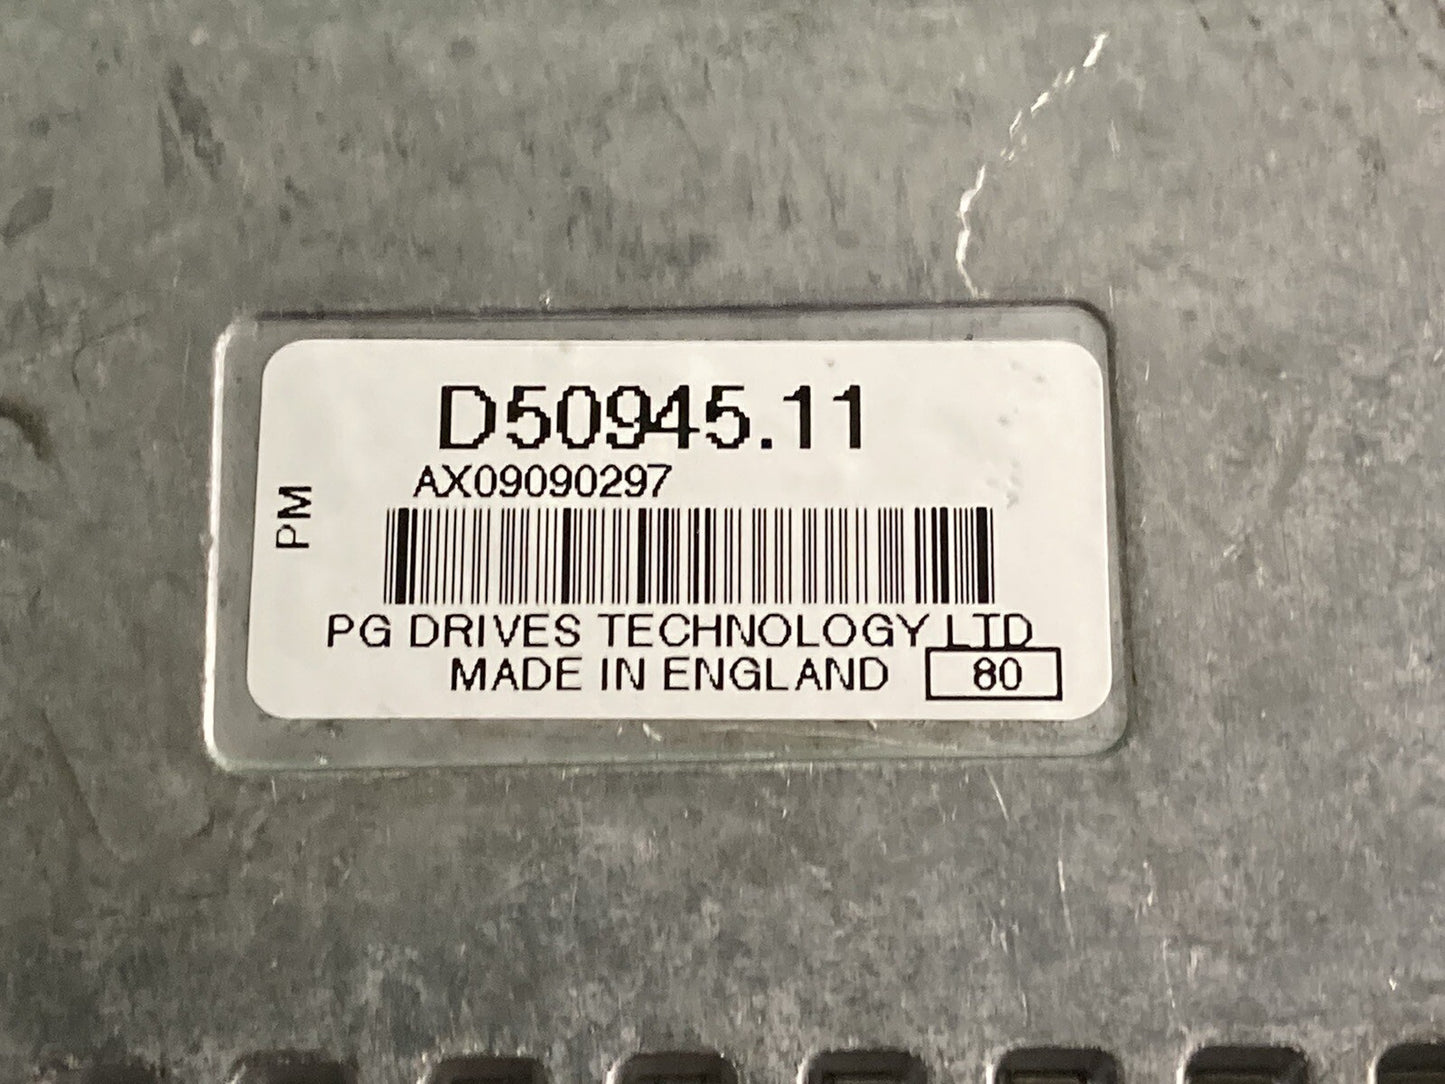 D50945.11
AX09090297
PM
PG DRIVES TECHNOLOGY LTD
MADE IN ENGLAND
80